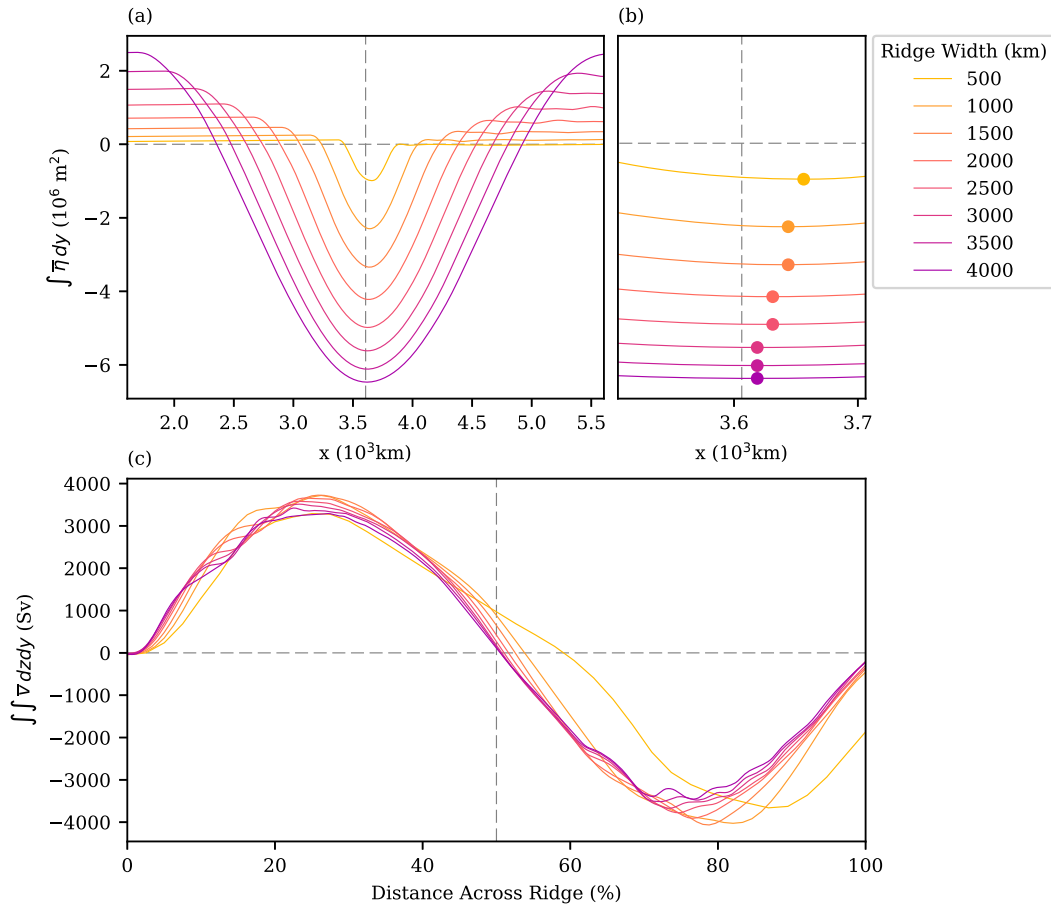 (a)
(b)
Ridge Width (km)
500
1000
1500
2000
2500
3000
3500
4000
2
0
−2
−4
−6
∫ η̅ dy (10⁶ m²)
2.0 2.5 3.0 3.5 4.0 4.5 5.0 5.5
x (10³km)
3.6 3.7
x (10³km)
(c)
4000
3000
2000
1000
0
−1000
−2000
−3000
−4000
∫∫ v̅ dzdy (Sv)
0 20 40 60 80 100
Distance Across Ridge (%)